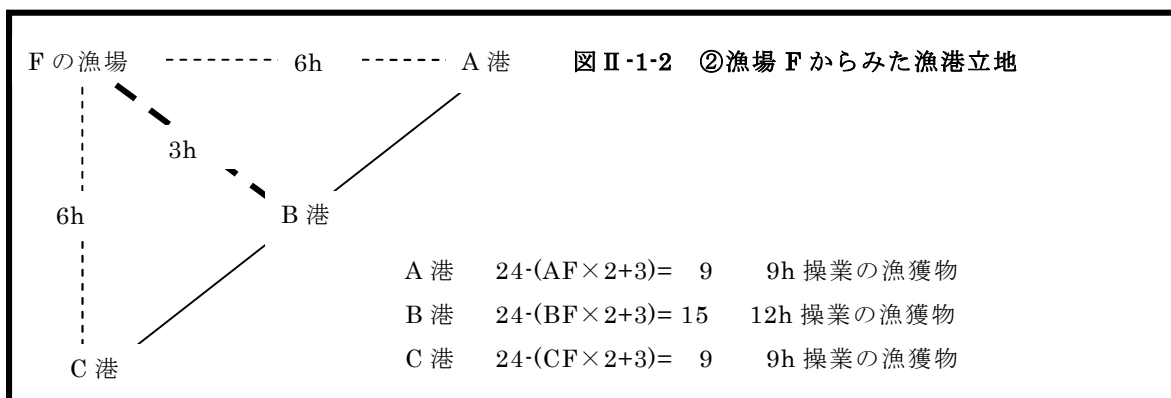 Fの漁場 6h A港 図Ⅱ-1-2 ②漁場Fからみた漁港立地
3h
6h B港
A港 24-(AF×2+3)= 9 9h操業の漁獲物
B港 24-(BF×2+3)= 15 12h操業の漁獲物
C港 24-(CF×2+3)= 9 9h操業の漁獲物
C港